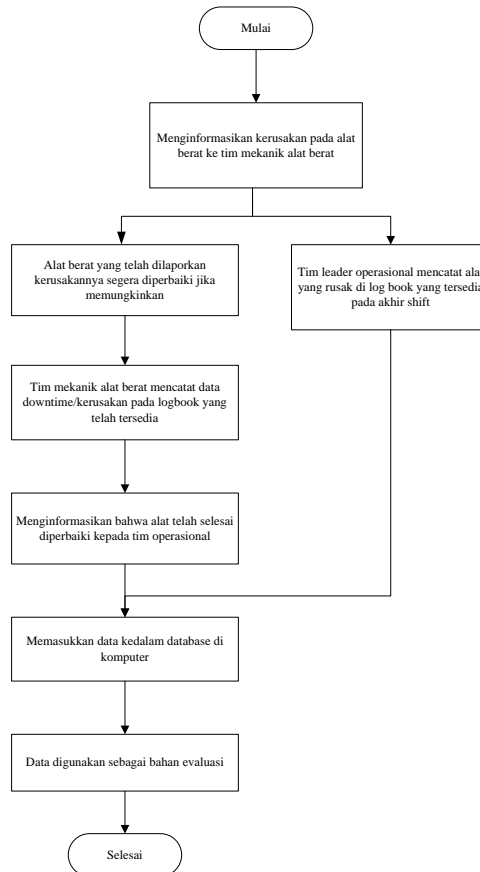 Mulai
Menginformasikan kerusakan pada alat
berat ke tim mekanik alat berat
Alat berat yang telah dilaporkan
kerusakannya segera diperbaiki jika
memungkinkan
Tim leader operasional mencatat alat
yang rusak di log book yang tersedia
pada akhir shift
Tim mekanik alat berat mencatat data
downtime/kerusakan pada logbook yang
telah tersedia
Menginformasikan bahwa alat telah selesai
diperbaiki kepada tim operasional
Memasukkan data kedalam database di
komputer
Data digunakan sebagai bahan evaluasi
Selesai